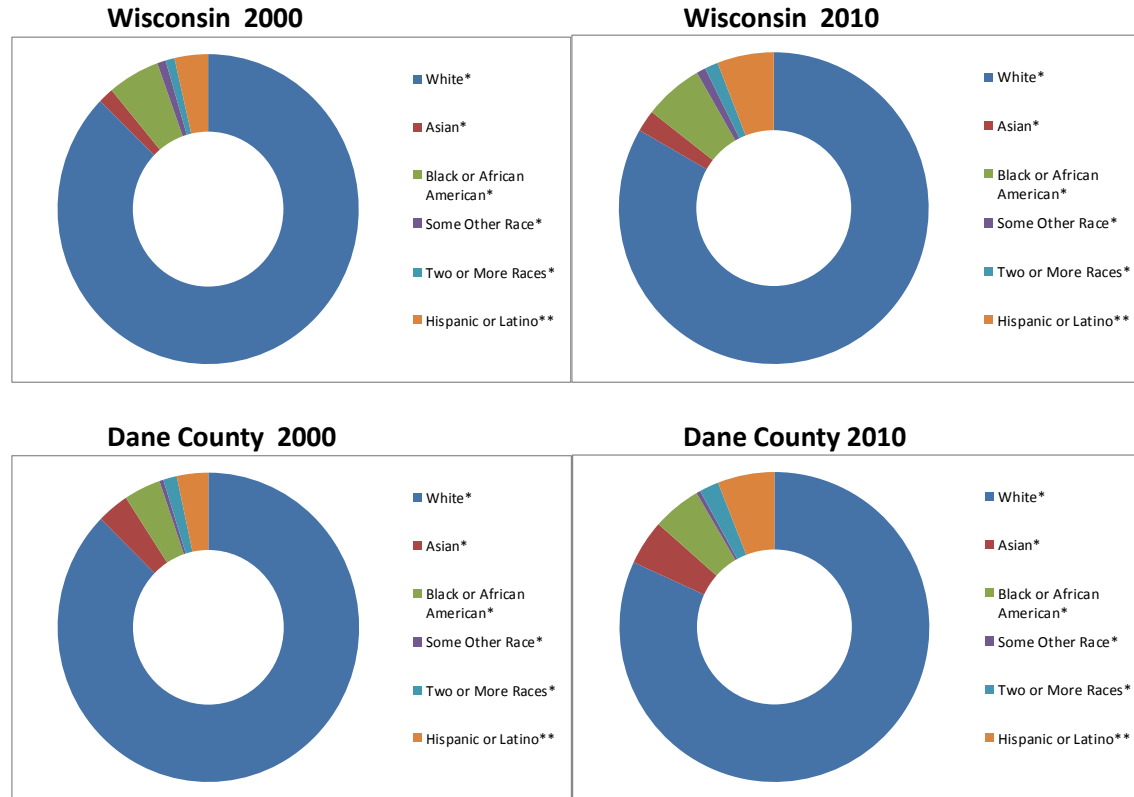 Wisconsin  2000
White*
Asian*
Black or African
American*
Some Other Race*
Two or More Races*
Hispanic or Latino**
Wisconsin  2010
White*
Asian*
Black or African
American*
Some Other Race*
Two or More Races*
Hispanic or Latino**
Dane County  2000
White*
Asian*
Black or African
American*
Some Other Race*
Two or More Races*
Hispanic or Latino**
Dane County 2010
White*
Asian*
Black or African
American*
Some Other Race*
Two or More Races*
Hispanic or Latino**